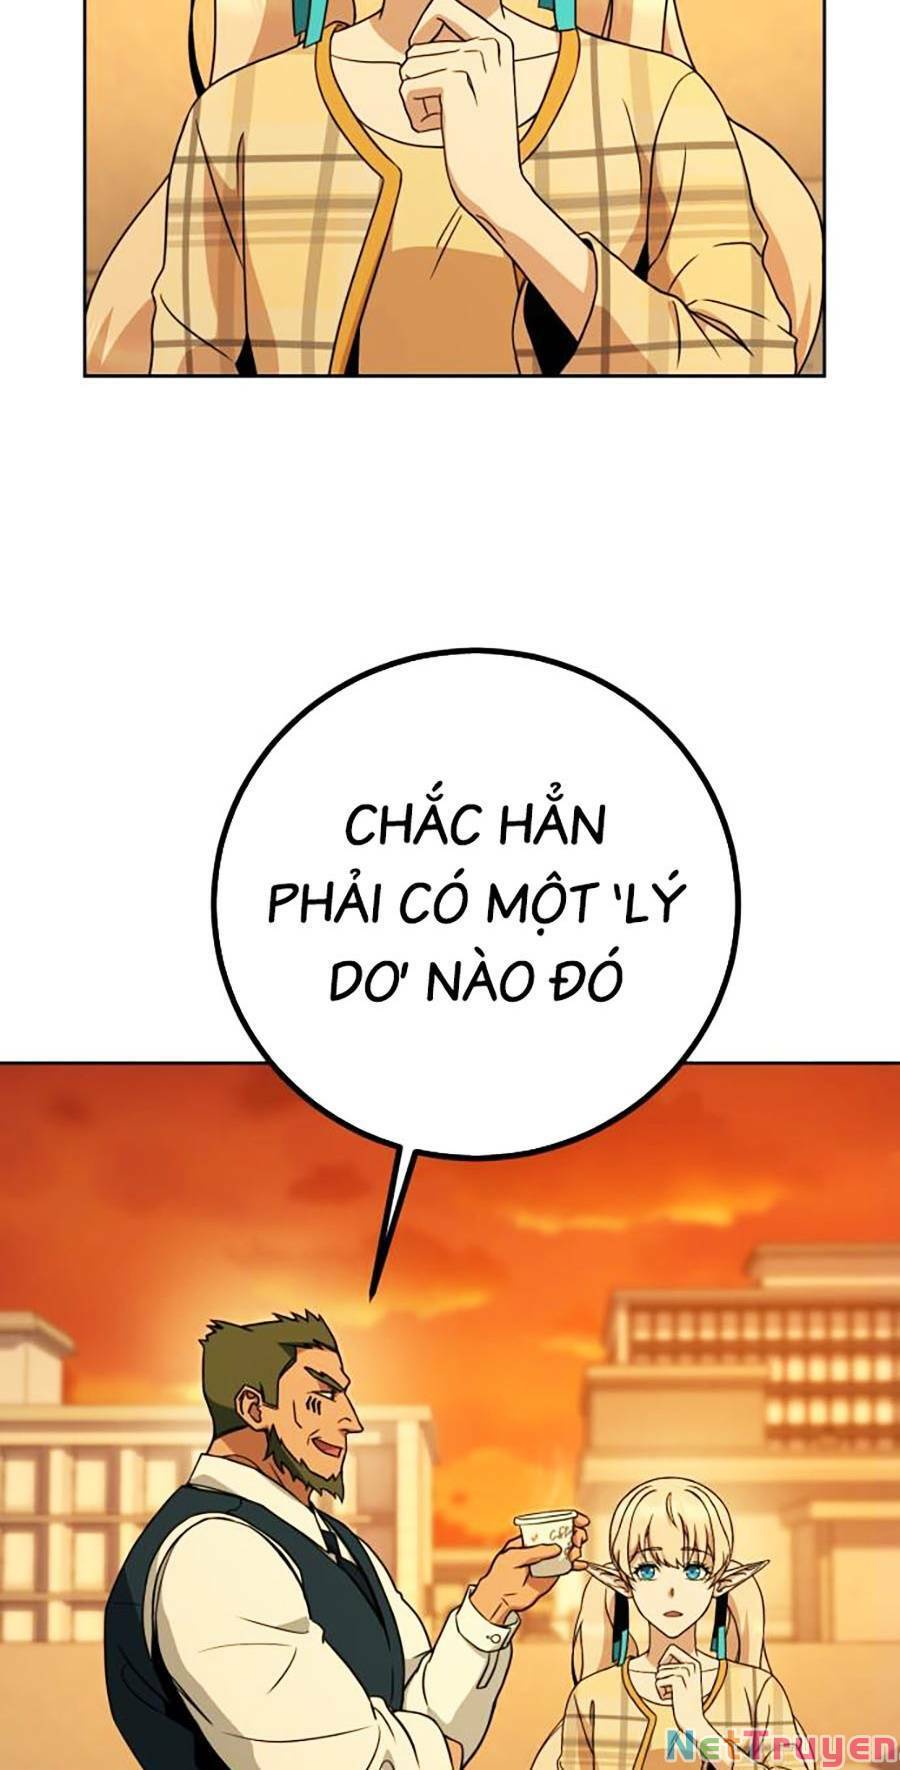 CHẮC HẲN
PHẢI CÓ MỘT 'LÝ
DO' NÀO ĐÓ
NetTruyen